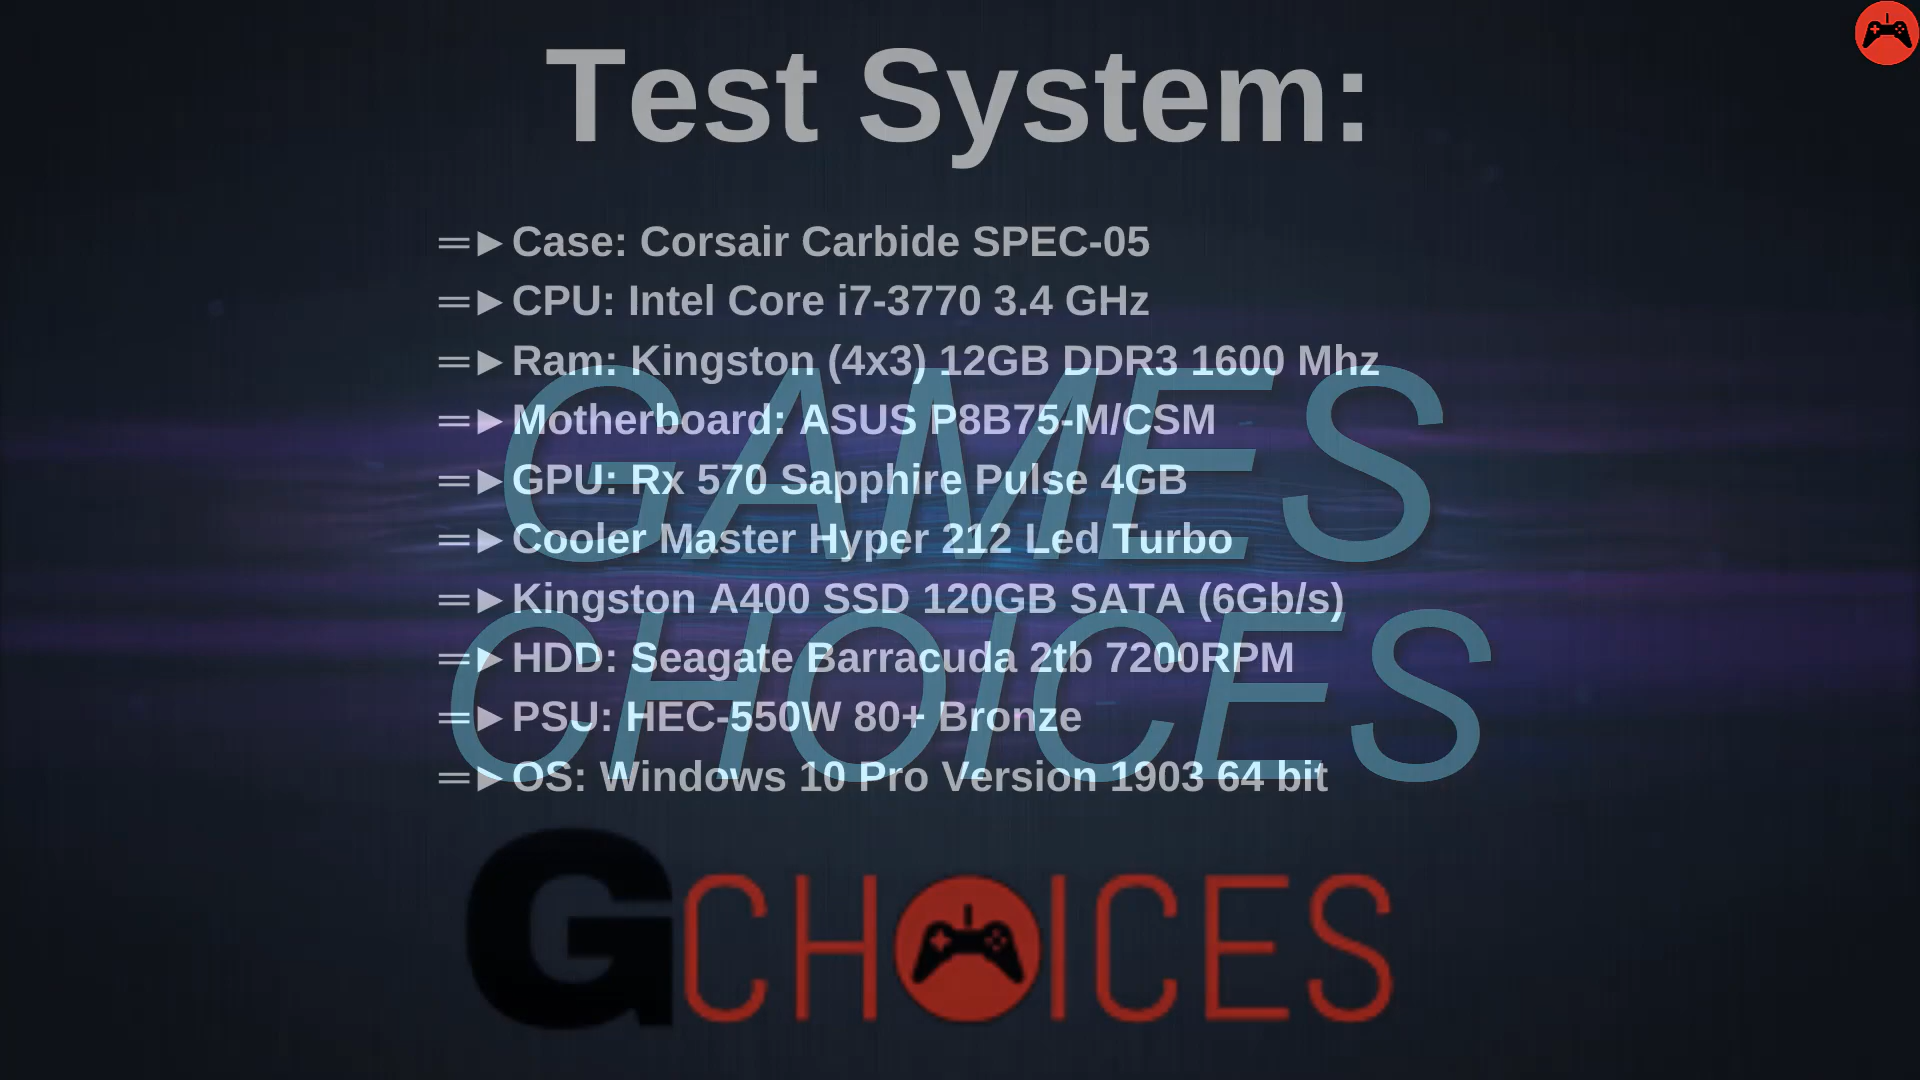 Test System:
═►Case: Corsair Carbide SPEC-05
═►CPU: Intel Core i7-3770 3.4 GHz
═►Ram: Kingston (4x3) 12GB DDR3 1600 Mhz
═►Motherboard: ASUS P8B75-M/CSM
═►GPU: Rx 570 Sapphire Pulse 4GB
═►Cooler Master Hyper 212 Led Turbo
═►Kingston A400 SSD 120GB SATA (6Gb/s)
═►HDD: Seagate Barracuda 2tb 7200RPM
═►PSU: HEC-550W 80+ Bronze
═►OS: Windows 10 Pro Version 1903 64 bit
GAMES
CHOICES
GCHOICES